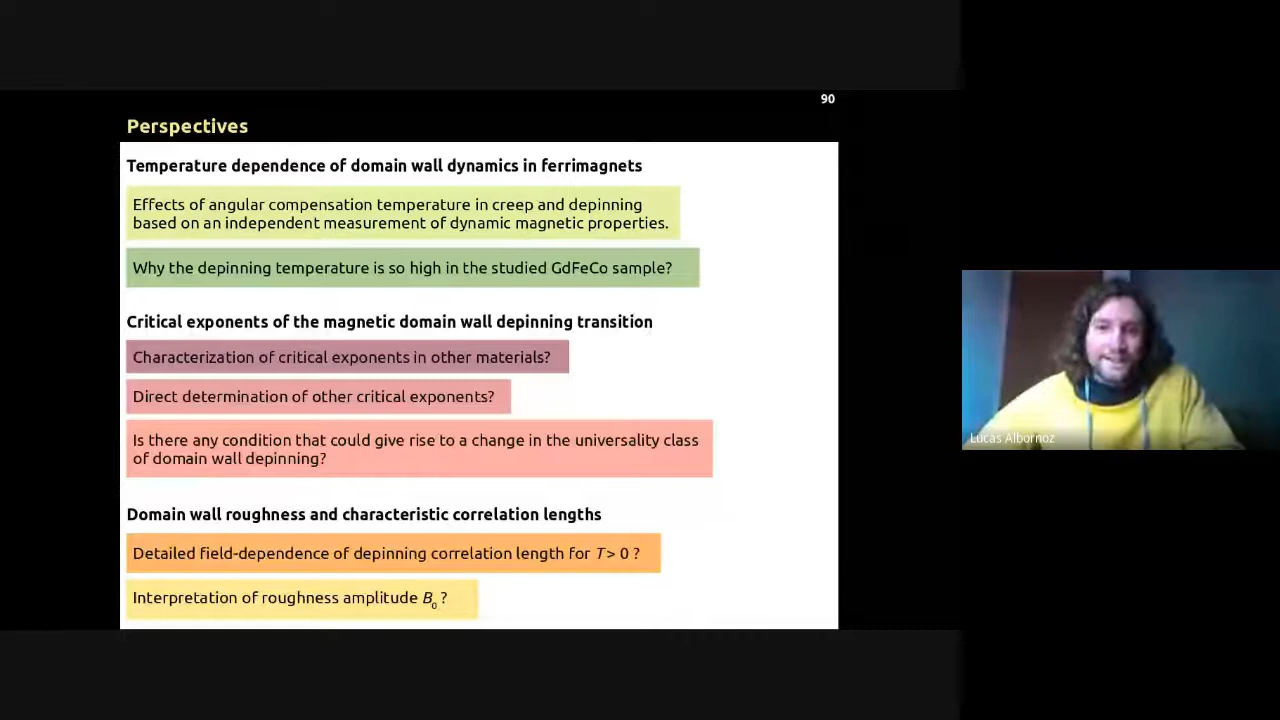 90
Perspectives
Temperature dependence of domain wall dynamics in ferrimagnets
Effects of angular compensation temperature in creep and depinning
based on an independent measurement of dynamic magnetic properties.
Why the depinning temperature is so high in the studied GdFeCo sample?
Critical exponents of the magnetic domain wall depinning transition
Characterization of critical exponents in other materials?
Direct determination of other critical exponents?
Is there any condition that could give rise to a change in the universality class
of domain wall depinning?
Domain wall roughness and characteristic correlation lengths
Detailed field-dependence of depinning correlation length for T > 0 ?
Interpretation of roughness amplitude B₀ ?
Lucas Albornoz